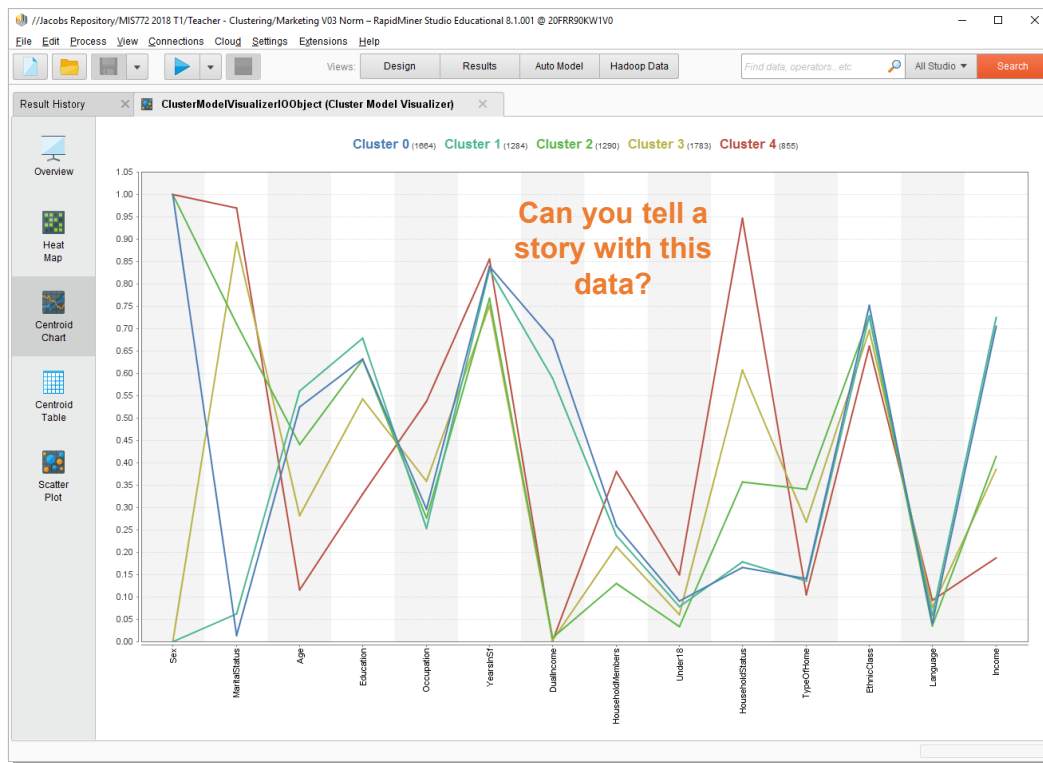 //Jacobs Repository/MIS772 2018 T1/Teacher - Clustering/Marketing V03 Norm – RapidMiner Studio Educational 8.1.001 @ 20FRR90KW1V0
File Edit Process View Connections Cloud Settings Extensions Help
Views: Design Results Auto Model Hadoop Data Find data, operators...etc All Studio ▼ Search
Result History ClusterModelVisualizerIOObject (Cluster Model Visualizer)
Overview
Heat
Map
Centroid
Chart
Centroid
Table
Scatter
Plot
Cluster 0 (1664) Cluster 1 (1284) Cluster 2 (1290) Cluster 3 (1783) Cluster 4 (855)
Can you tell a
story with this
data?
1.05
1.00
0.95
0.90
0.85
0.80
0.75
0.70
0.65
0.60
0.55
0.50
0.45
0.40
0.35
0.30
0.25
0.20
0.15
0.10
0.05
0.00
Sex
MaritalStatus
Age
Education
Occupation
YearsInSf
DualIncome
HouseholdMembers
Under18
HouseholdStatus
TypeOfHome
EthnicClass
Language
Income